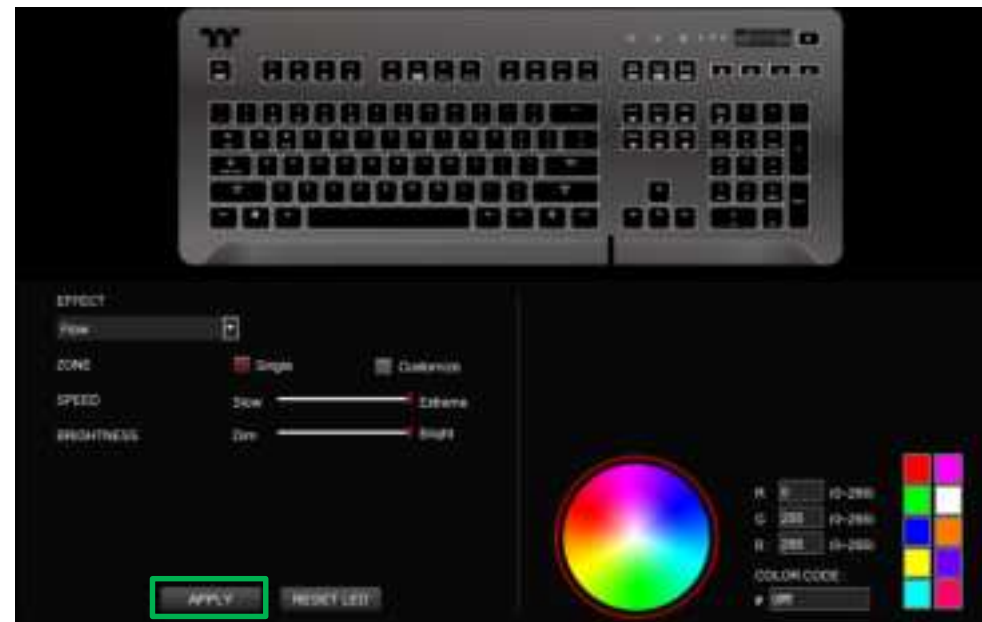 EFFECT
Flow
ZONE Single Customize
SPEED Slow Extreme
BRIGHTNESS Dim Bright
R 0 (0~255)
G 255 (0~255)
B 255 (0~255)
COLOR CODE :
#
APPLY RESET LED